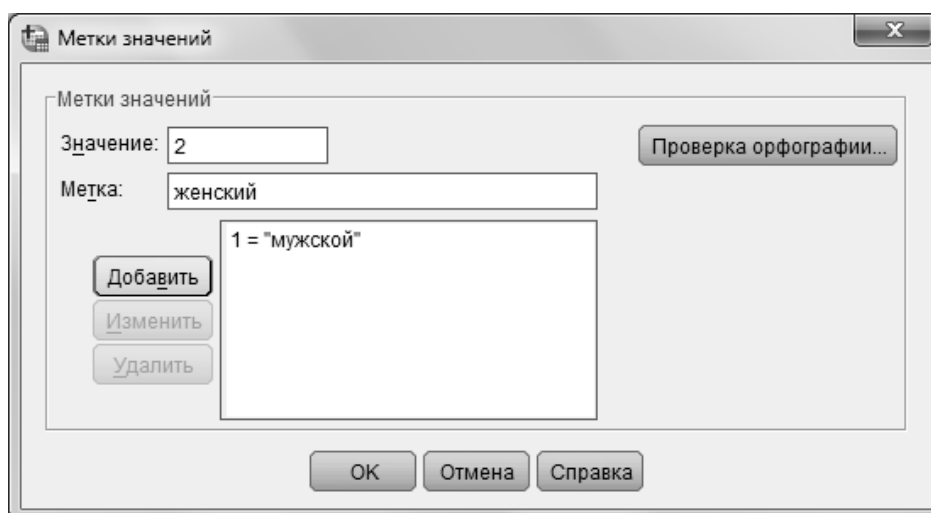 Метки значений
Метки значений
Значение: 2
Проверка орфографии...
Метка: женский
1 = "мужской"
Добавить
Изменить
Удалить
OK Отмена Справка